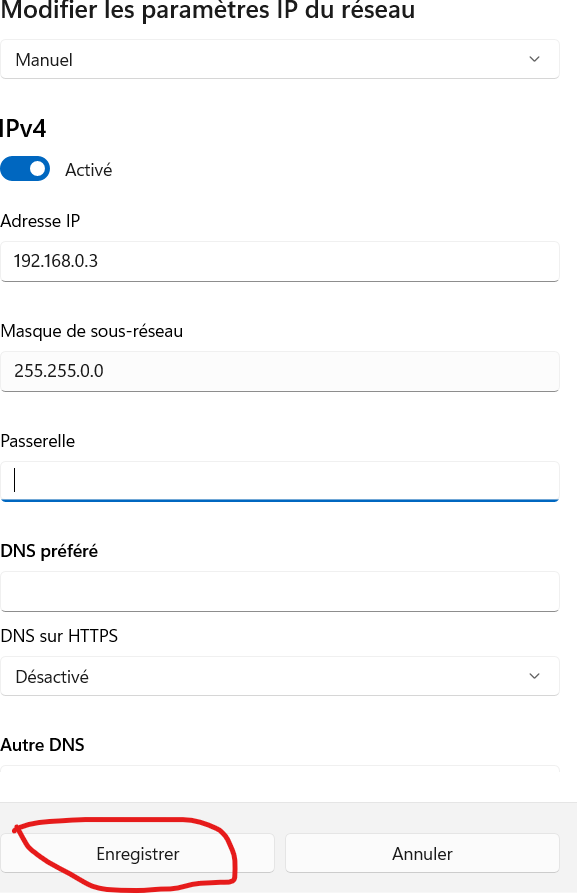 Modifier les paramètres IP du réseau
Manuel
IPv4
Activé
Adresse IP
192.168.0.3
Masque de sous-réseau
255.255.0.0
Passerelle
DNS préféré
DNS sur HTTPS
Désactivé
Autre DNS
Enregistrer Annuler